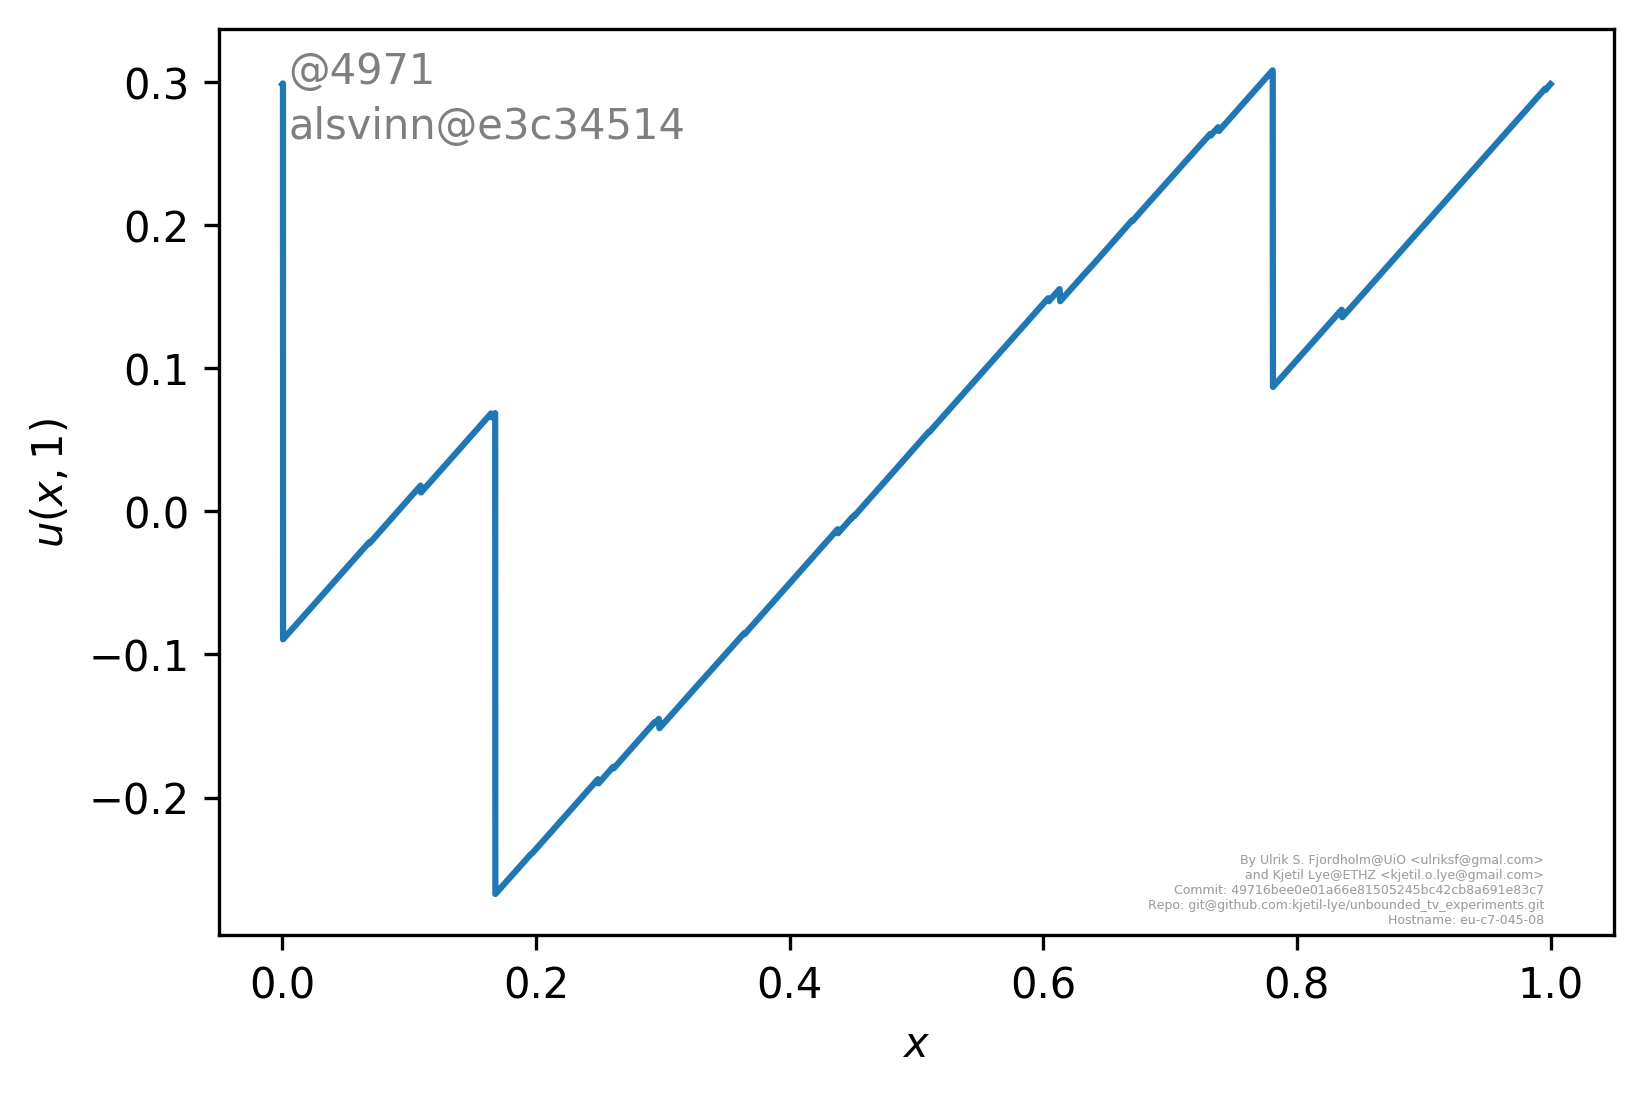 @4971
alsvinn@e3c34514
0.3
0.2
0.1
0.0
−0.1
−0.2
u(x, 1)
0.0 0.2 0.4 0.6 0.8 1.0
x
By Ulrik S. Fjordholm@UiO <ulriksf@gmal.com>
and Kjetil Lye@ETHZ <kjetil.o.lye@gmail.com>
Commit: 49716bee0e01a66e81505245bc42cb8a691e83c7
Repo: git@github.com:kjetil-lye/unbounded_tv_experiments.git
Hostname: eu-c7-045-08